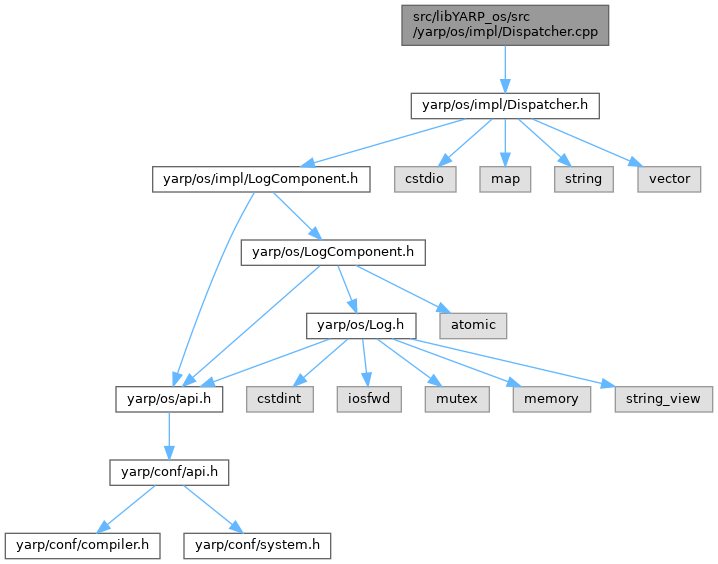 src/libYARP_os/src
/yarp/os/impl/Dispatcher.cpp
yarp/os/impl/Dispatcher.h
yarp/os/impl/LogComponent.h
cstdio
map
string
vector
yarp/os/LogComponent.h
yarp/os/Log.h
atomic
yarp/os/api.h
cstdint
iosfwd
mutex
memory
string_view
yarp/conf/api.h
yarp/conf/compiler.h
yarp/conf/system.h